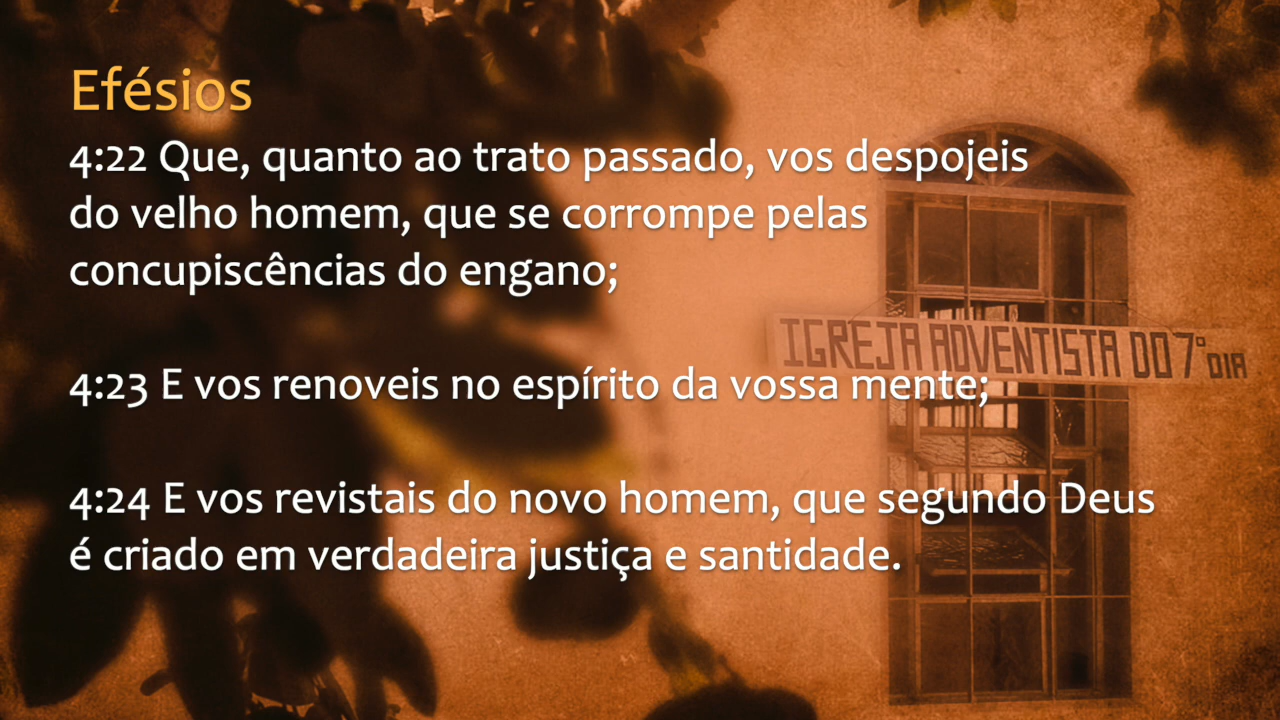 Efésios
4:22 Que, quanto ao trato passado, vos despojeis
do velho homem, que se corrompe pelas
concupiscências do engano;
4:23 E vos renoveis no espírito da vossa mente;
4:24 E vos revistais do novo homem, que segundo Deus
é criado em verdadeira justiça e santidade.
IGREJA ADVENTISTA DO 7º DIA